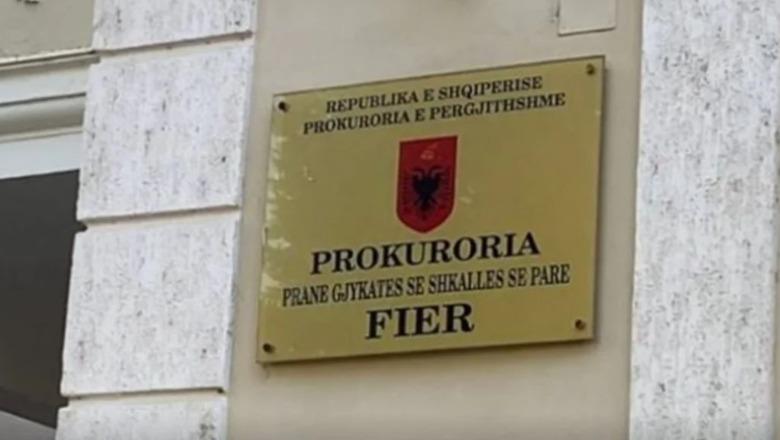 REPUBLIKA E SHQIPERISE
PROKURORIA E PERGJITHSHME
PROKURORIA
PRANE GJYKATES SE SHKALLES SE PARE
FIER